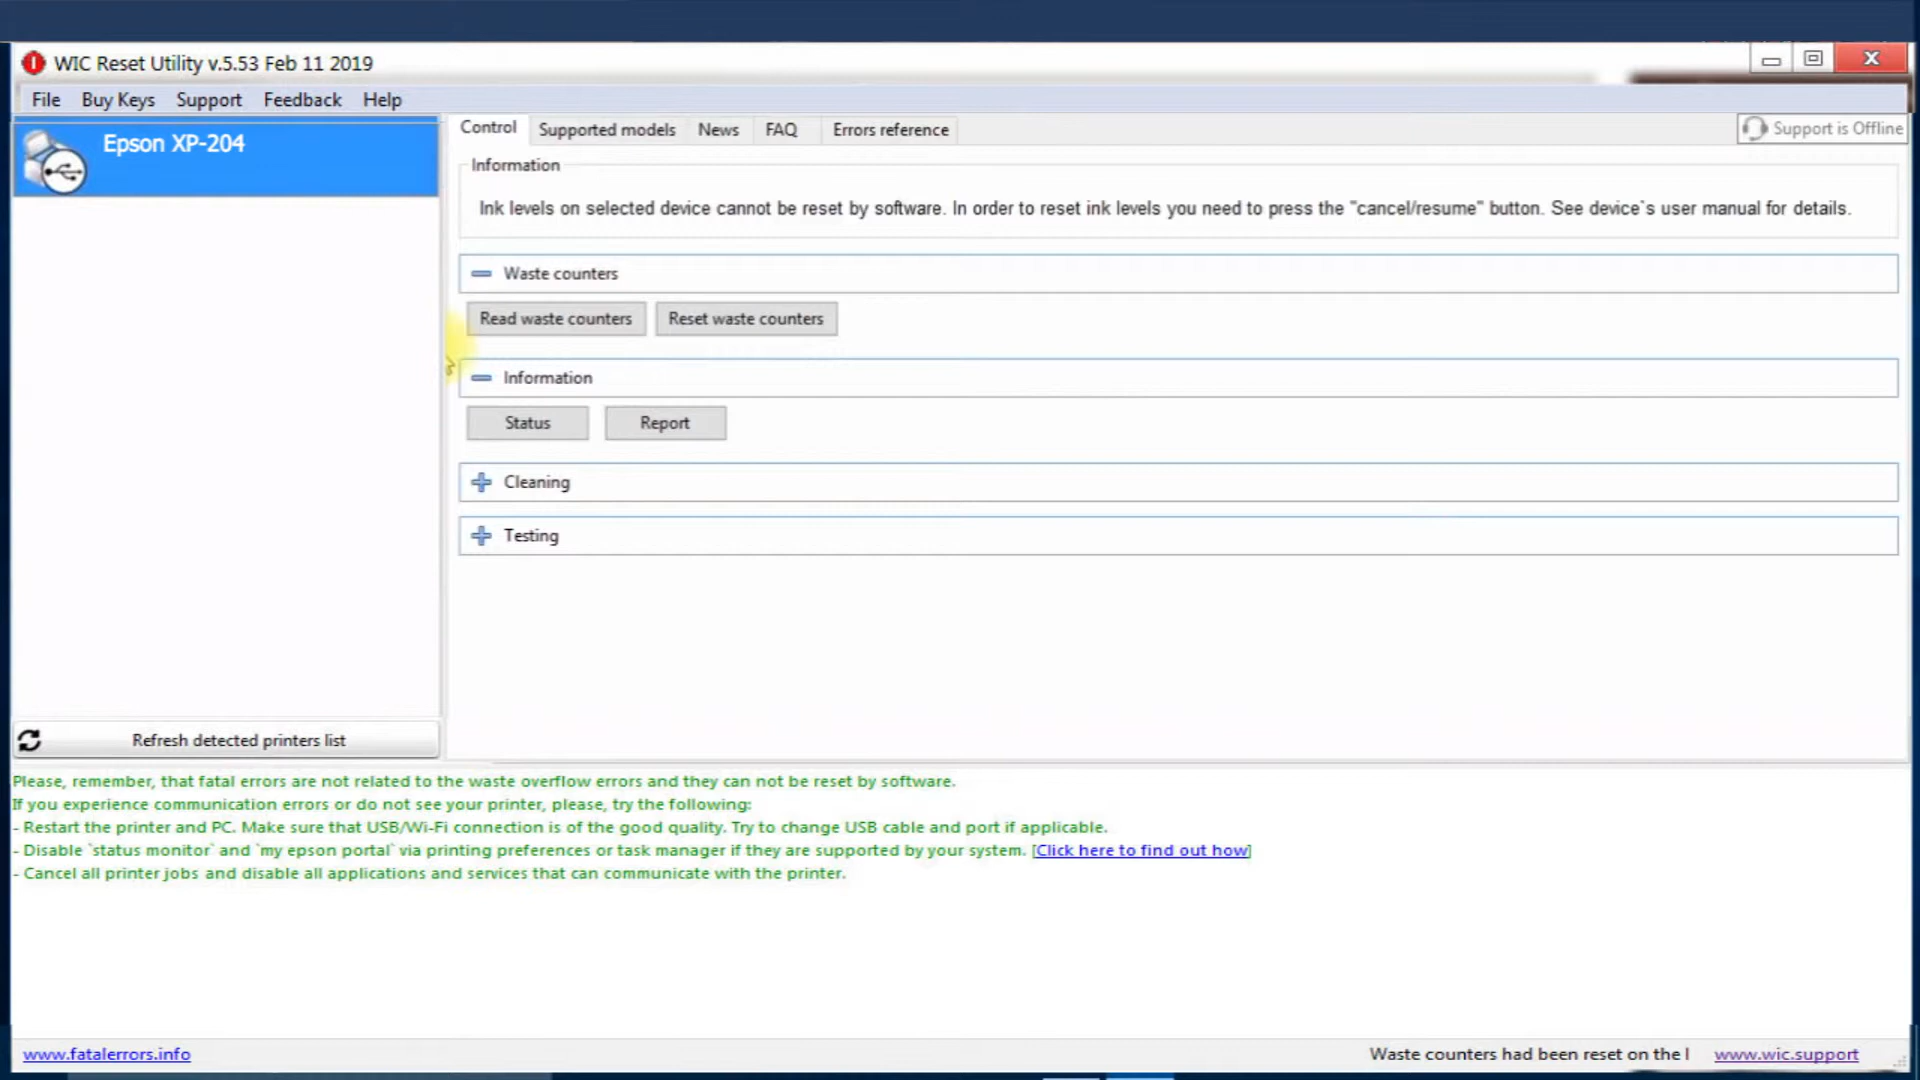 WIC Reset Utility v.5.53 Feb 11 2019
File Buy Keys Support Feedback Help
Epson XP-204
Control Supported models News FAQ Errors reference
Support is Offline
Information
Ink levels on selected device cannot be reset by software. In order to reset ink levels you need to press the "cancel/resume" button. See device`s user manual for details.
Waste counters
Read waste counters Reset waste counters
Information
Status Report
Cleaning
Testing
Refresh detected printers list
Please, remember, that fatal errors are not related to the waste overflow errors and they can not be reset by software.
If you experience communication errors or do not see your printer, please, try the following:
- Restart the printer and PC. Make sure that USB/Wi-Fi connection is of the good quality. Try to change USB cable and port if applicable.
- Disable `status monitor` and `my epson portal` via printing preferences or task manager if they are supported by your system. [Click here to find out how]
- Cancel all printer jobs and disable all applications and services that can communicate with the printer.
www.fatalerrors.info Waste counters had been reset on the l www.wic.support